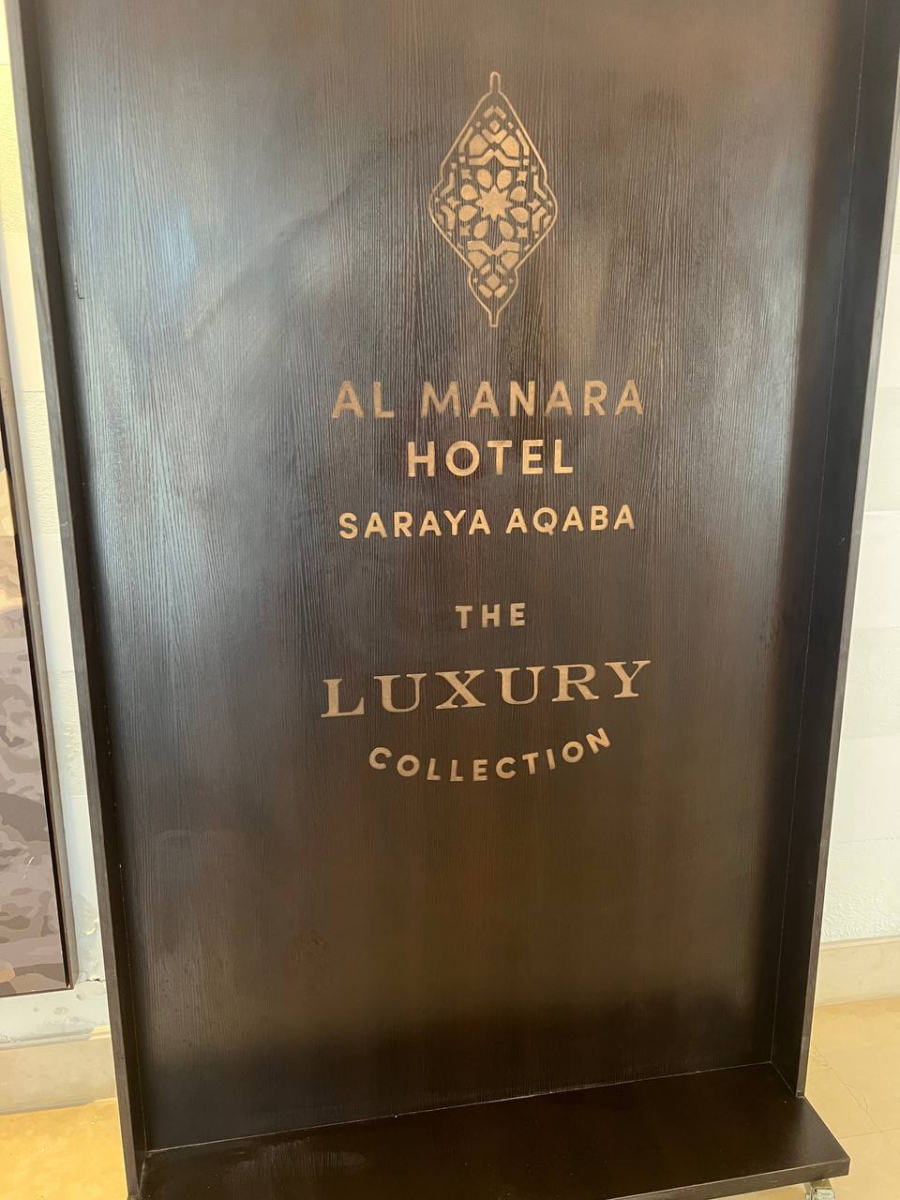 AL MANARA
HOTEL
SARAYA AQABA
THE
LUXURY
COLLECTION